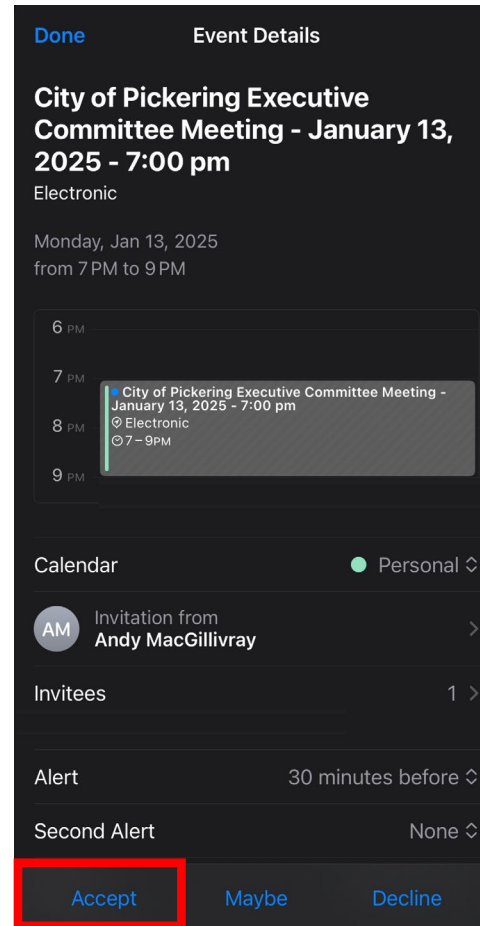 Done Event Details
City of Pickering Executive
Committee Meeting - January 13,
2025 - 7:00 pm
Electronic
Monday, Jan 13, 2025
from 7 PM to 9 PM
6 PM
7 PM
City of Pickering Executive Committee Meeting -
January 13, 2025 - 7:00 pm
8 PM
Electronic
7 – 9PM
9 PM
Calendar Personal
AM
Invitation from
Andy MacGillivray
Invitees 1
Alert 30 minutes before
Second Alert None
Accept Maybe Decline